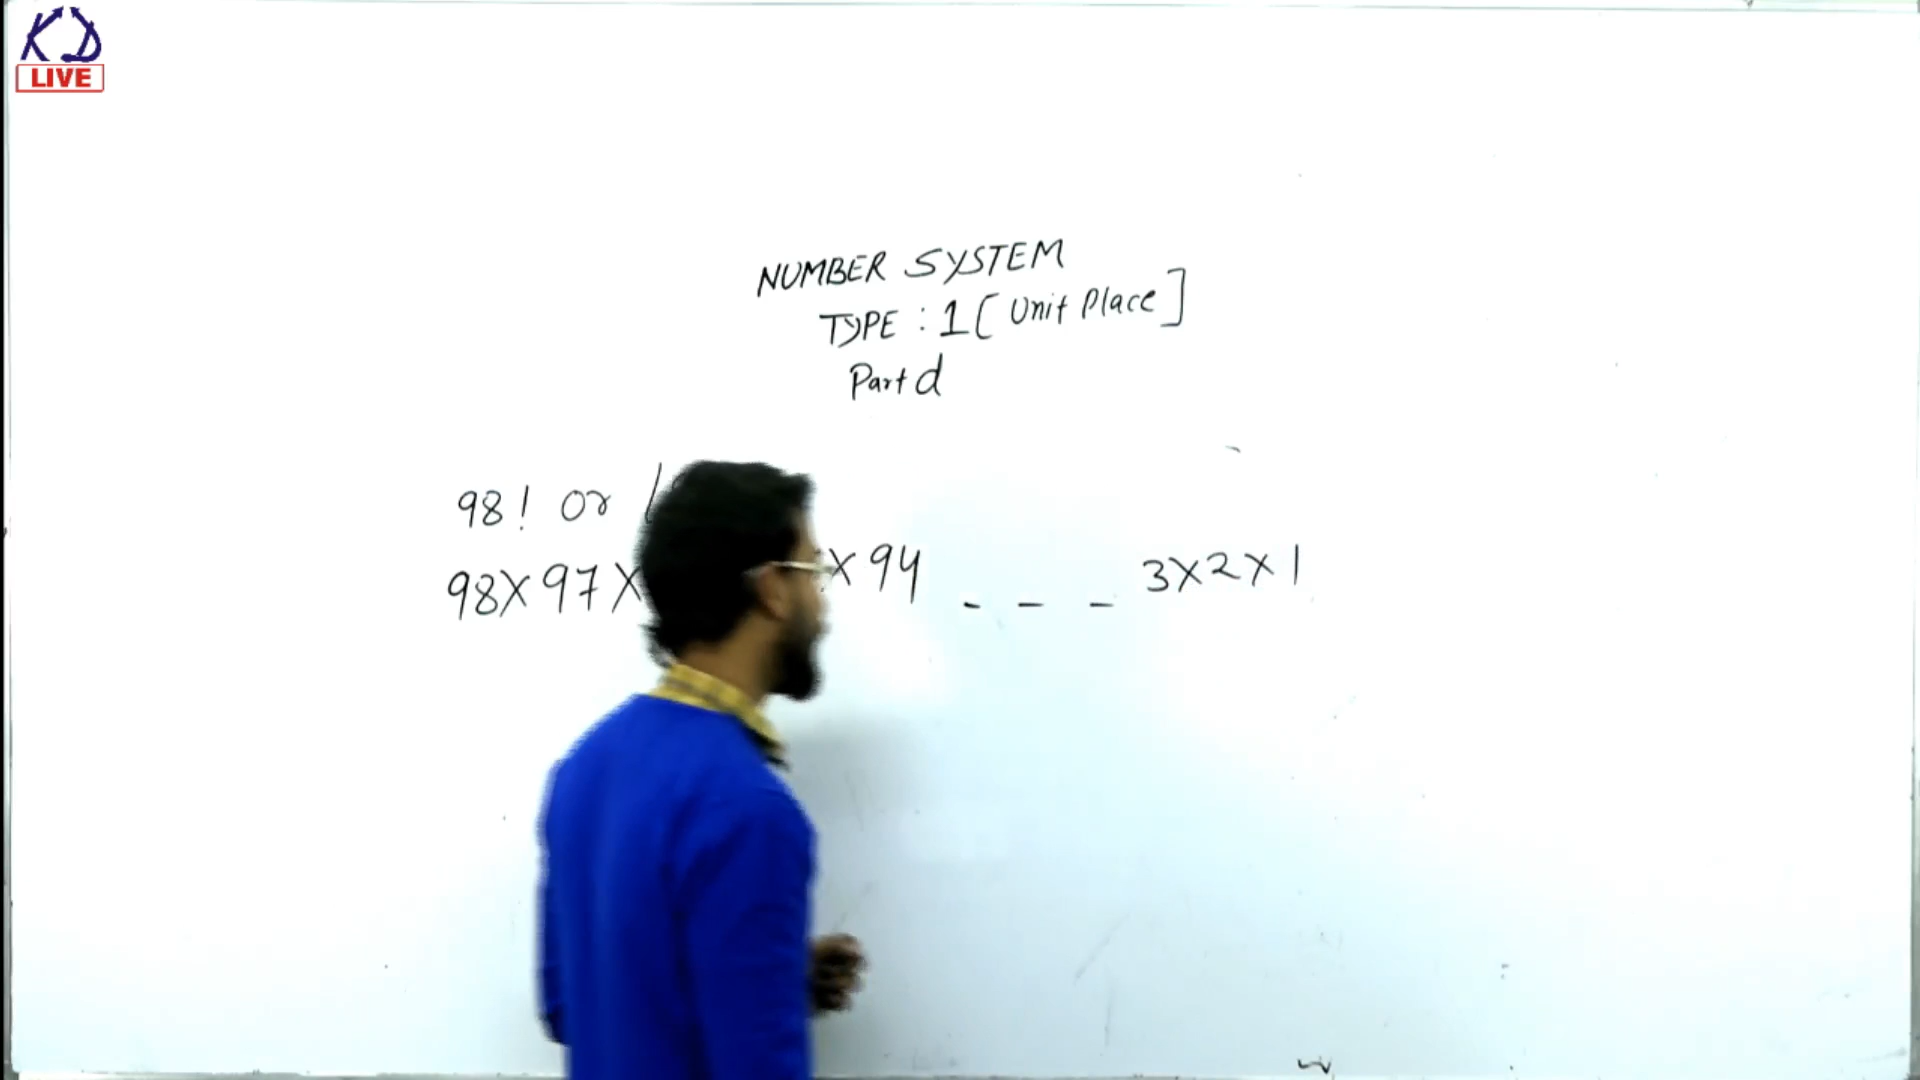 KD
LIVE
NUMBER SYSTEM
TYPE : 1 [Unit Place]
Part d
98! or
98X97X X94 _ _ _ 3X2X1